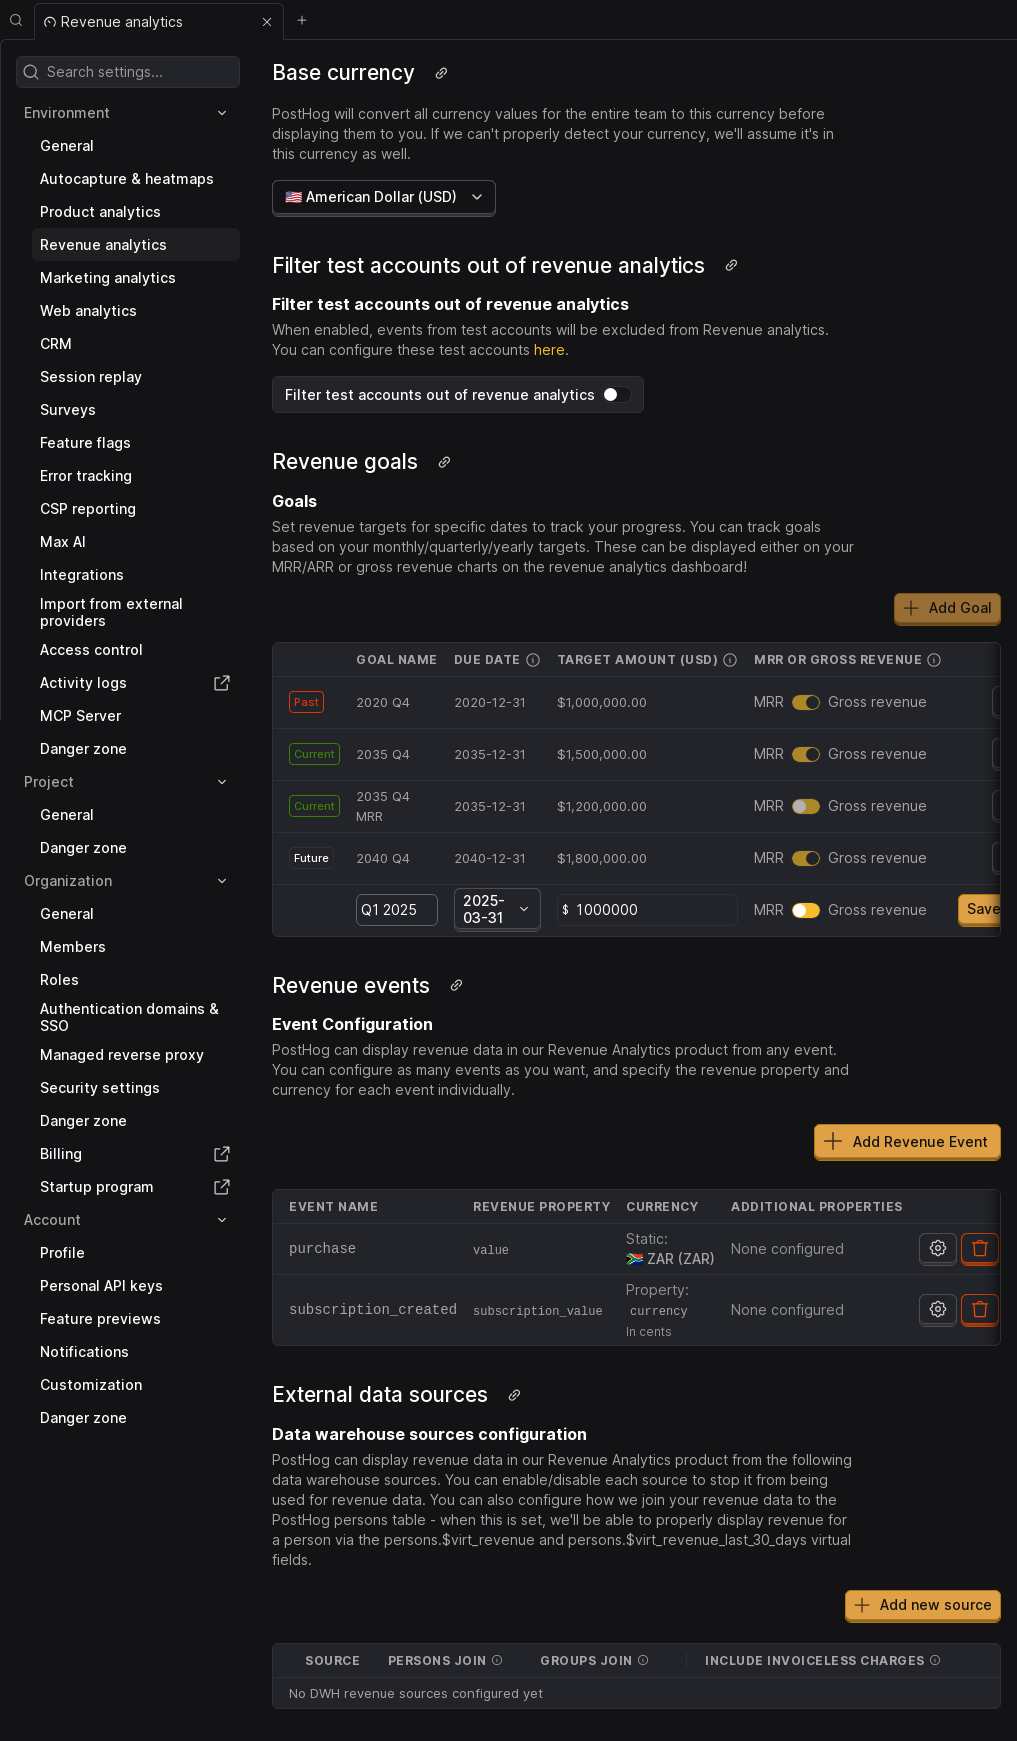 Revenue analytics
Search settings...
Environment
General
Autocapture & heatmaps
Product analytics
Revenue analytics
Marketing analytics
Web analytics
CRM
Session replay
Surveys
Feature flags
Error tracking
CSP reporting
Max AI
Integrations
Import from external
providers
Access control
Activity logs
MCP Server
Danger zone
Project
General
Danger zone
Organization
General
Members
Roles
Authentication domains &
SSO
Managed reverse proxy
Security settings
Danger zone
Billing
Startup program
Account
Profile
Personal API keys
Feature previews
Notifications
Customization
Danger zone
Base currency
PostHog will convert all currency values for the entire team to this currency before
displaying them to you. If we can't properly detect your currency, we'll assume it's in
this currency as well.
🇺🇸 American Dollar (USD)
Filter test accounts out of revenue analytics
Filter test accounts out of revenue analytics
When enabled, events from test accounts will be excluded from Revenue analytics.
You can configure these test accounts here.
Filter test accounts out of revenue analytics
Revenue goals
Goals
Set revenue targets for specific dates to track your progress. You can track goals
based on your monthly/quarterly/yearly targets. These can be displayed either on your
MRR/ARR or gross revenue charts on the revenue analytics dashboard!
Add Goal
GOAL NAME DUE DATE TARGET AMOUNT (USD) MRR OR GROSS REVENUE
Past 2020 Q4 2020-12-31 $1,000,000.00 MRR Gross revenue
Current 2035 Q4 2035-12-31 $1,500,000.00 MRR Gross revenue
Current 2035 Q4
MRR 2035-12-31 $1,200,000.00 MRR Gross revenue
Future 2040 Q4 2040-12-31 $1,800,000.00 MRR Gross revenue
Q1 2025 2025-
03-31 $ 1000000 MRR Gross revenue Save
Revenue events
Event Configuration
PostHog can display revenue data in our Revenue Analytics product from any event.
You can configure as many events as you want, and specify the revenue property and
currency for each event individually.
Add Revenue Event
EVENT NAME REVENUE PROPERTY CURRENCY ADDITIONAL PROPERTIES
purchase value Static:
🇿🇦 ZAR (ZAR) None configured
subscription_created subscription_value Property:
currency
In cents None configured
External data sources
Data warehouse sources configuration
PostHog can display revenue data in our Revenue Analytics product from the following
data warehouse sources. You can enable/disable each source to stop it from being
used for revenue data. You can also configure how we join your revenue data to the
PostHog persons table - when this is set, we'll be able to properly display revenue for
a person via the persons.$virt_revenue and persons.$virt_revenue_last_30_days virtual
fields.
Add new source
SOURCE PERSONS JOIN GROUPS JOIN INCLUDE INVOICELESS CHARGES
No DWH revenue sources configured yet